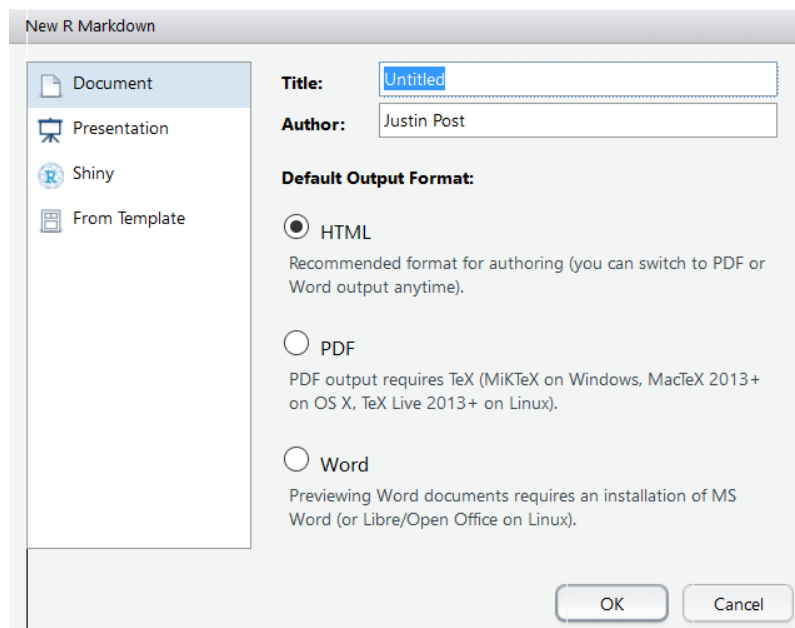 New R Markdown
Document
Presentation
Shiny
From Template
Title:
Untitled
Author:
Justin Post
Default Output Format:
HTML
Recommended format for authoring (you can switch to PDF or
Word output anytime).
PDF
PDF output requires TeX (MiKTeX on Windows, MacTeX 2013+
on OS X, TeX Live 2013+ on Linux).
Word
Previewing Word documents requires an installation of MS
Word (or Libre/Open Office on Linux).
OK
Cancel